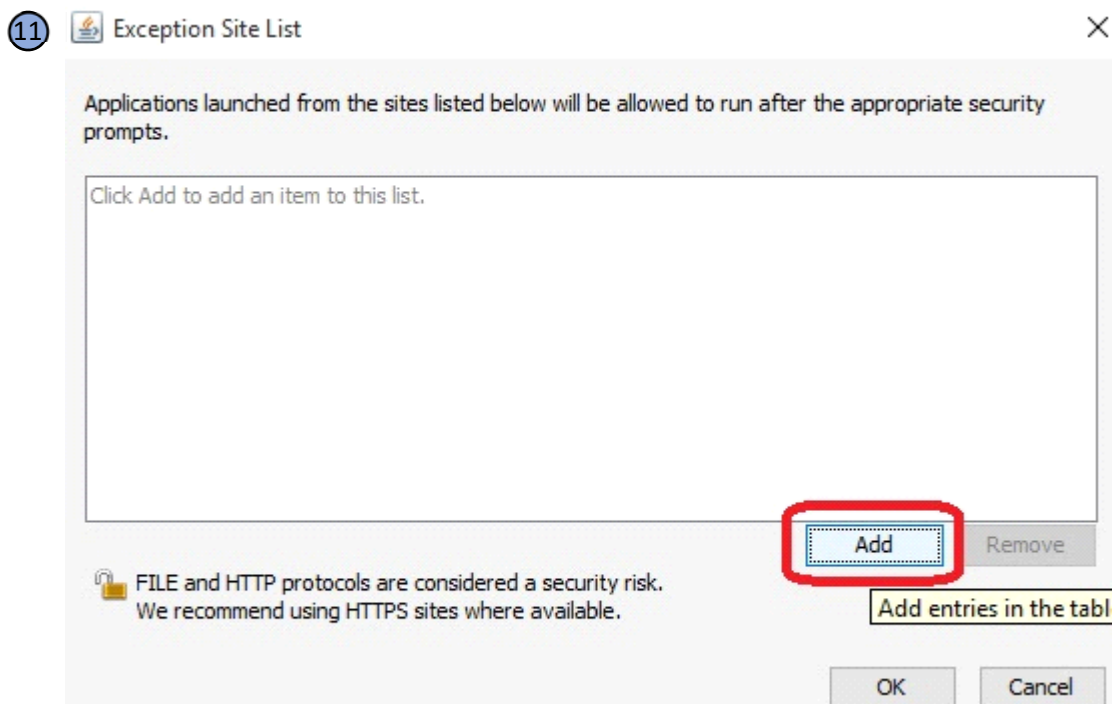 11
Exception Site List
Applications launched from the sites listed below will be allowed to run after the appropriate security
prompts.
Click Add to add an item to this list.
Add
Remove
FILE and HTTP protocols are considered a security risk.
We recommend using HTTPS sites where available.
Add entries in the tabl
OK
Cancel